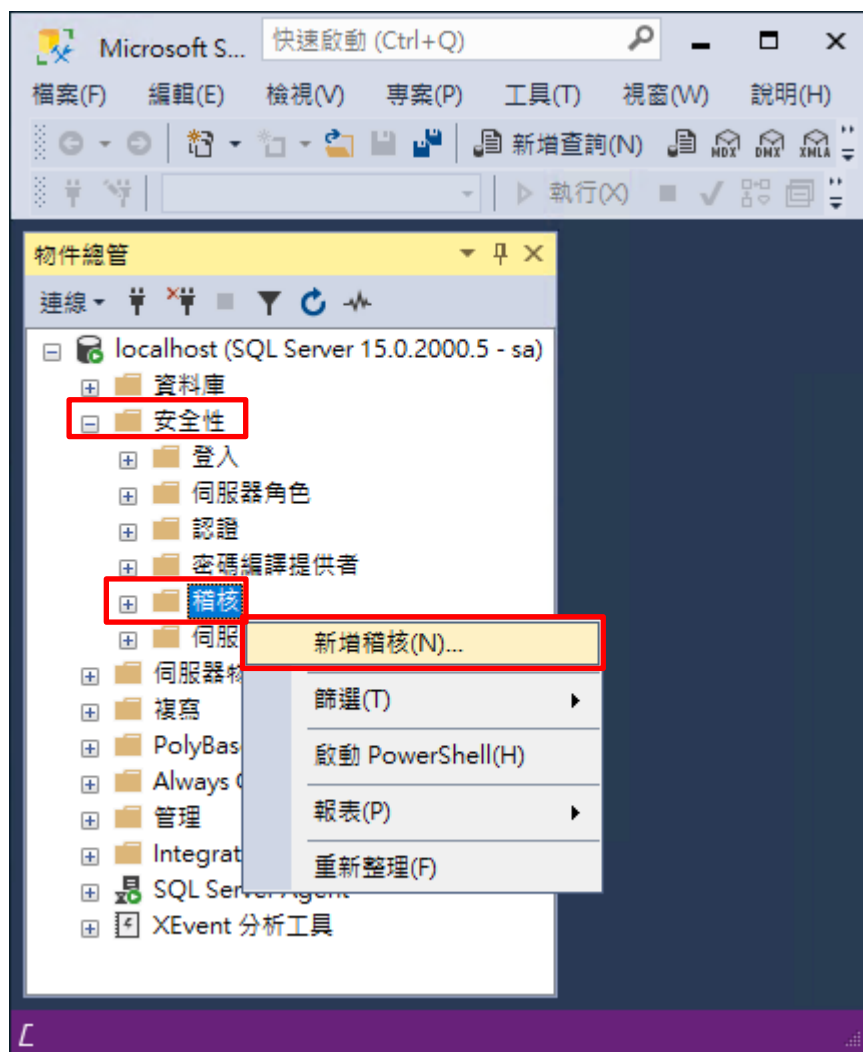 Microsoft S...
快速啟動 (Ctrl+Q)
檔案(F) 編輯(E) 檢視(V) 專案(P) 工具(T) 視窗(W) 說明(H)
新增查詢(N) MDX DMX XMLA
執行(X)
物件總管
連線
localhost (SQL Server 15.0.2000.5 - sa)
資料庫
安全性
登入
伺服器角色
認證
密碼編譯提供者
稽核
伺服
新增稽核(N)...
伺服器物
篩選(T)
複寫
PolyBas
啟動 PowerShell(H)
Always
管理
報表(P)
Integrat
重新整理(F)
SQL Server Agent
XEvent 分析工具